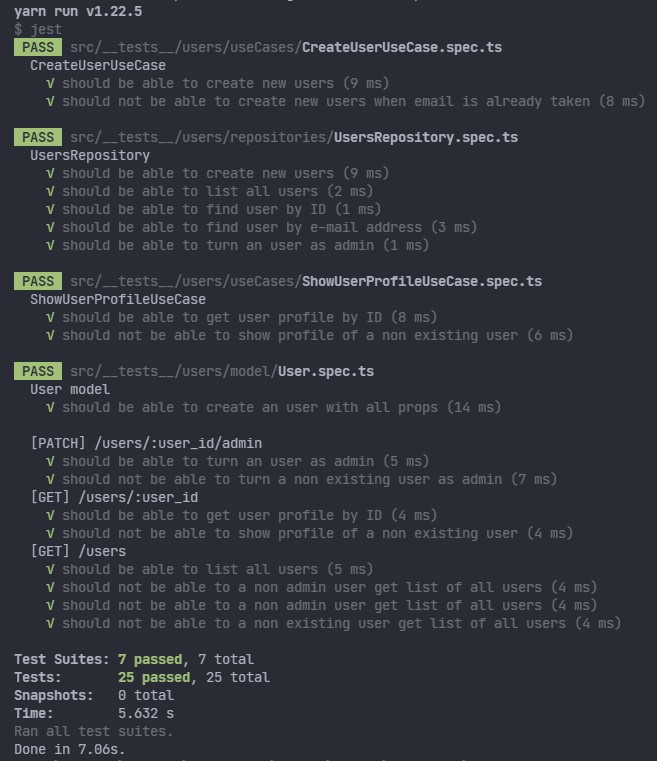 yarn run v1.22.5
$ jest
PASS src/__tests__/users/useCases/CreateUserUseCase.spec.ts
CreateUserUseCase
√ should be able to create new users (9 ms)
√ should not be able to create new users when email is already taken (8 ms)
PASS src/__tests__/users/repositories/UsersRepository.spec.ts
UsersRepository
√ should be able to create new users (9 ms)
√ should be able to list all users (2 ms)
√ should be able to find user by ID (1 ms)
√ should be able to find user by e-mail address (3 ms)
√ should be able to turn an user as admin (1 ms)
PASS src/__tests__/users/useCases/ShowUserProfileUseCase.spec.ts
ShowUserProfileUseCase
√ should be able to get user profile by ID (8 ms)
√ should not be able to show profile of a non existing user (6 ms)
PASS src/__tests__/users/model/User.spec.ts
User model
√ should be able to create an user with all props (14 ms)
[PATCH] /users/:user_id/admin
√ should be able to turn an user as admin (5 ms)
√ should not be able to turn a non existing user as admin (7 ms)
[GET] /users/:user_id
√ should be able to get user profile by ID (4 ms)
√ should not be able to show profile of a non existing user (4 ms)
[GET] /users
√ should be able to list all users (5 ms)
√ should not be able to a non admin user get list of all users (4 ms)
√ should not be able to a non admin user get list of all users (4 ms)
√ should not be able to a non existing user get list of all users (4 ms)
Test Suites: 7 passed, 7 total
Tests: 25 passed, 25 total
Snapshots: 0 total
Time: 5.632 s
Ran all test suites.
Done in 7.06s.